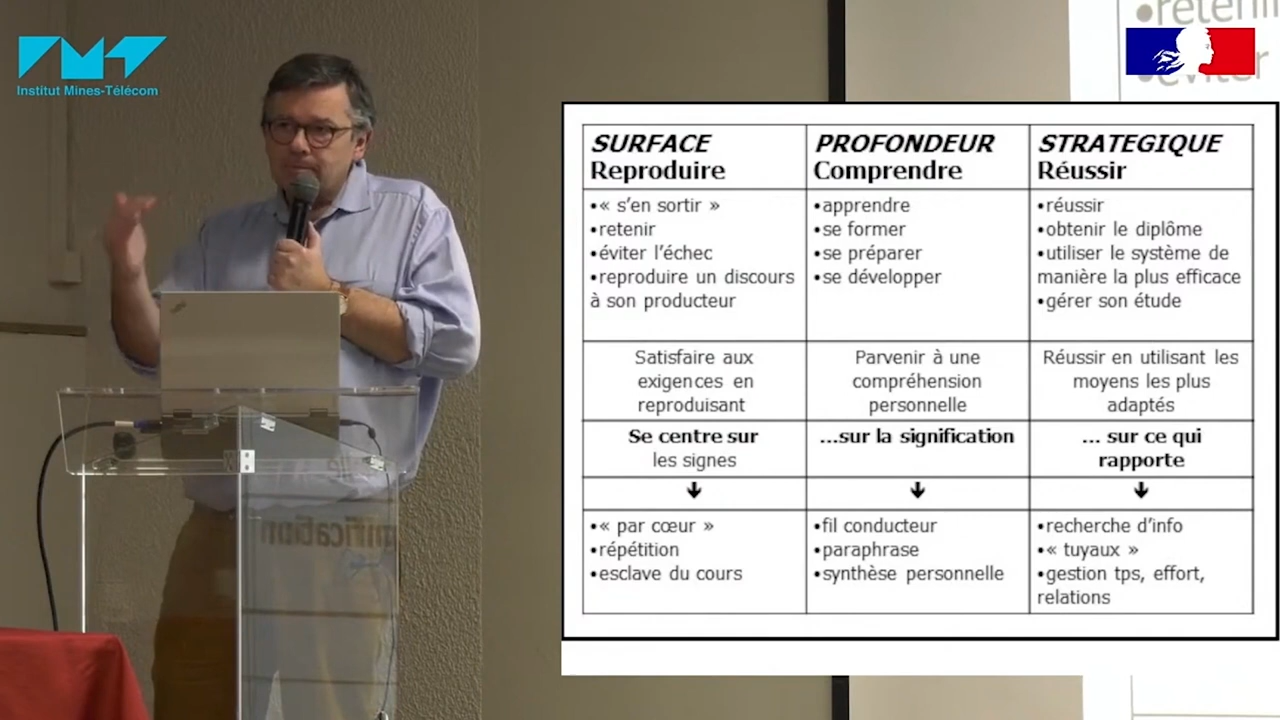 Institut Mines-Télécom
retenir
SURFACE
Reproduire
• « s’en sortir »
•retenir
•éviter l’échec
•reproduire un discours
à son producteur
Satisfaire aux
exigences en
reproduisant
Se centre sur
les signes
🡻
• « par cœur »
•répétition
•esclave du cours
PROFONDEUR
Comprendre
•apprendre
•se former
•se préparer
•se développer
Parvenir à une
compréhension
personnelle
...sur la signification
🡻
•fil conducteur
•paraphrase
•synthèse personnelle
STRATEGIQUE
Réussir
•réussir
•obtenir le diplôme
•utiliser le système de
manière la plus efficace
•gérer son étude
Réussir en utilisant les
moyens les plus
adaptés
... sur ce qui
rapporte
🡻
•recherche d’info
•« tuyaux »
•gestion tps, effort,
relations